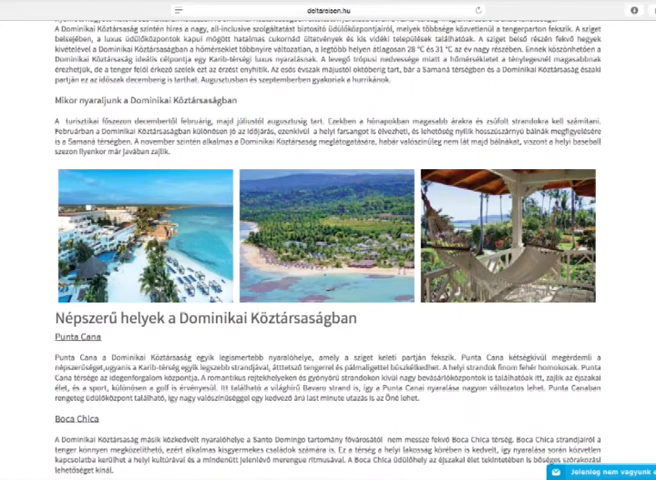 deltareisen.hu
A Dominikai Köztársaság szintén híres a nagy, all-inclusive szolgáltatást biztosító üdülőközpontjairól, melyek többsége közvetlenül a tengerparton fekszik. A sziget
belsejében, a luxus üdülőközpontok kapui mögött hatalmas cukornád ültetvények és kis vidéki települések találhatóak. A sziget belső részén fekvő hegyek
kivételével a Dominikai Köztársaságban a hőmérséklet többnyire változatlan, a legtöbb helyen átlagosan 28 °C és 31 °C az év nagy részében. Ennek köszönhetően a
Dominikai Köztársaság ideális célpontja egy Karib-térségi luxus nyaralásnak. A levegő trópusi nedvessége miatt a hőmérsékletet a ténylegesnél magasabbnak
érezhetjük, de a tenger felől érkező szelek ezt az érzést enyhítik. Az esős évszak májustól októberig tart, bár a Samaná térségben és a Dominikai Köztársaság északi
partján ez az időszak decemberig is tarthat. Augusztusban és szeptemberben gyakoriak a hurrikánok.
Mikor nyaraljunk a Dominikai Köztársaságban
A turisztikai főszezon decembertől februárig, majd júliustól augusztusig tart. Ezekben a hónapokban magasabb árakra és zsúfolt strandokra kell számítani.
Februárban a Dominikai Köztársaságban különösen jó az időjárás, ezenkívül a helyi farsangot is élvezheti, és lehetőség nyílik hosszúszárnyú bálnák megfigyelésére
is a Samaná térségben. A november szintén alkalmas a Dominikai Köztársaság meglátogatására, habár valószínűleg nem lát majd bálnákat, viszont a helyi baseball
szezon ilyenkor már javában zajlik.
Népszerű helyek a Dominikai Köztársaságban
Punta Cana
Punta Cana a Dominikai Köztársaság egyik legismertebb nyaralóhelye, amely a sziget keleti partján fekszik. Punta Cana kétségkívül megérdemli a
népszerűséget,ugyanis a Karib-térség egyik legszebb strandjával, áttetsző tengerrel és pálmaligettel büszkélkedhet. A helyi strandok finom fehér homokosak. Punta
Cana térsége az idegenforgalom központja. A romantikus rejtekhelyeken és gyönyörű strandokon kívül nagy bevásárlóközpontok is találhatóak itt, zajlik az éjszakai
élet, és a sport, különösen a golf is érvényesül. Itt található a világhírű Bavaro strand is, így a Punta Canai nyaralás nagyon változatos lehet. Punta Canaban
rengeteg üdülőközpont található, így nagy valószínűséggel egy kedvező árú last minute utazás is az Öné lehet.
Boca Chica
A Dominikai Köztársaság másik közkedvelt nyaralóhelye a Santo Domingo tartomány fővárosától nem messze fekvő Boca Chica térség. Boca Chica strandjairól a
tenger könnyen megközelíthető, ezért alkalmas kisgyermekes családok számára is. Ez a térség a helyi lakosság körében is kedvelt, így nyaralása során közvetlen
kapcsolatba kerülhet a helyi kultúrával és a mindenütt jelenlévő merengue ritmusával. A Boca Chica üdülőhely az éjszakai élet tekintetében is bőséges szórakozási
lehetőséget kínál.
Jelenleg nem vagyunk